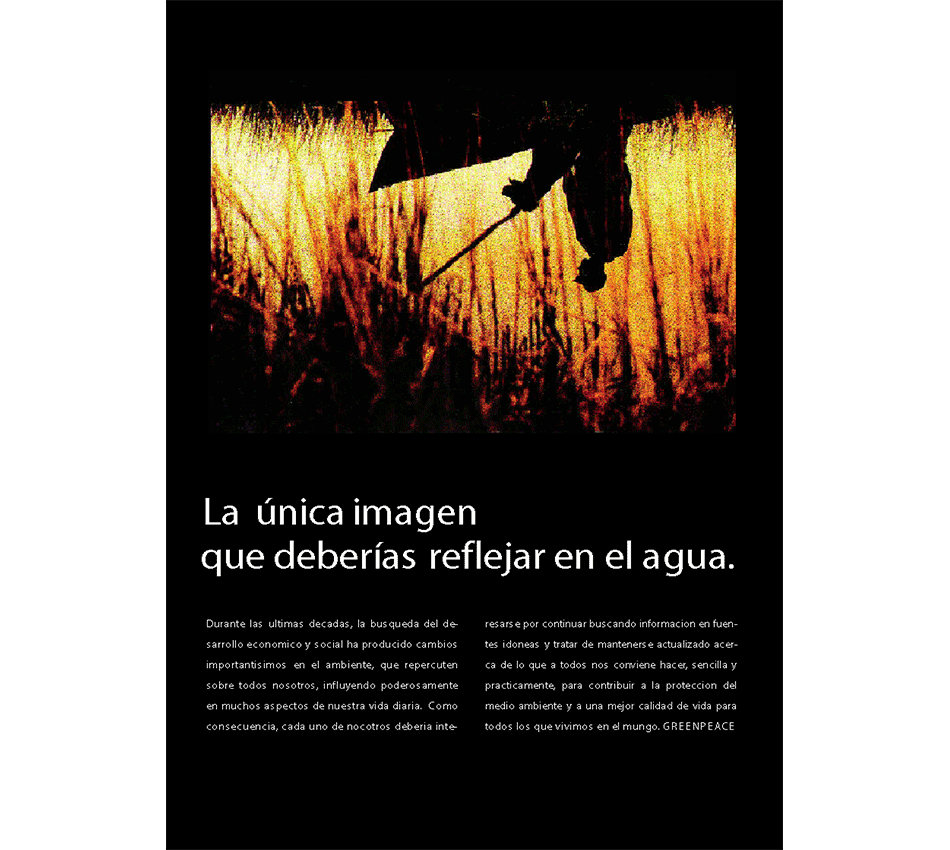 La única imagen
que deberías reflejar en el agua.
Durante las ultimas decadas, la busqueda del de-
sarrollo economico y social ha producido cambios
importantisimos en el ambiente, que repercuten
sobre todos nosotros, influyendo poderosamente
en muchos aspectos de nuestra vida diaria. Como
consecuencia, cada uno de nocotros deberia inte-
resarse por continuar buscando informacion en fuen-
tes idoneas y tratar de mantenerse actualizado acer-
ca de lo que a todos nos conviene hacer, sencilla y
practicamente, para contribuir a la proteccion del
medio ambiente y a una mejor calidad de vida para
todos los que vivimos en el mungo. GREENPEACE